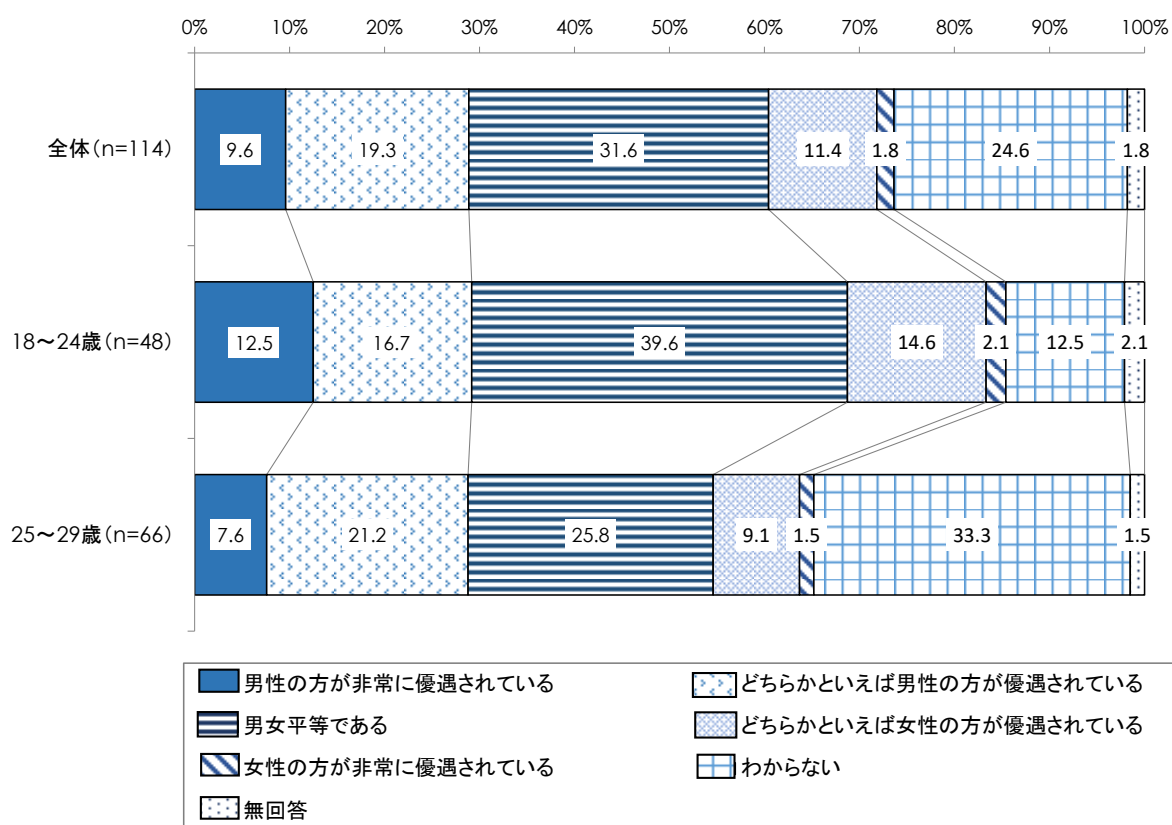 0% 10% 20% 30% 40% 50% 60% 70% 80% 90% 100%
全体(n=114) 9.6 19.3 31.6 11.4 1.8 24.6 1.8
18～24歳(n=48) 12.5 16.7 39.6 14.6 2.1 12.5 2.1
25～29歳(n=66) 7.6 21.2 25.8 9.1 1.5 33.3 1.5
男性の方が非常に優遇されている どちらかといえば男性の方が優遇されている
男女平等である どちらかといえば女性の方が優遇されている
女性の方が非常に優遇されている わからない
無回答